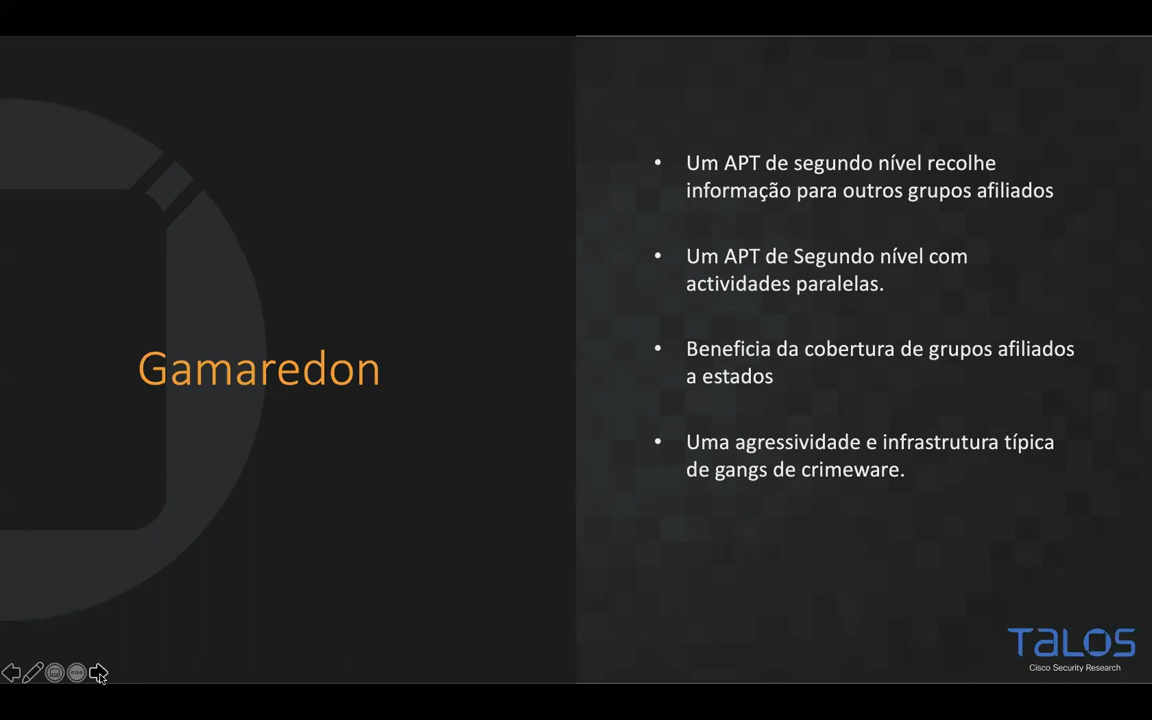 Gamaredon
• Um APT de segundo nível recolhe
informação para outros grupos afiliados
• Um APT de Segundo nível com
actividades paralelas.
• Beneficia da cobertura de grupos afiliados
a estados
• Uma agressividade e infrastrutura típica
de gangs de crimeware.
TALOS
Cisco Security Research